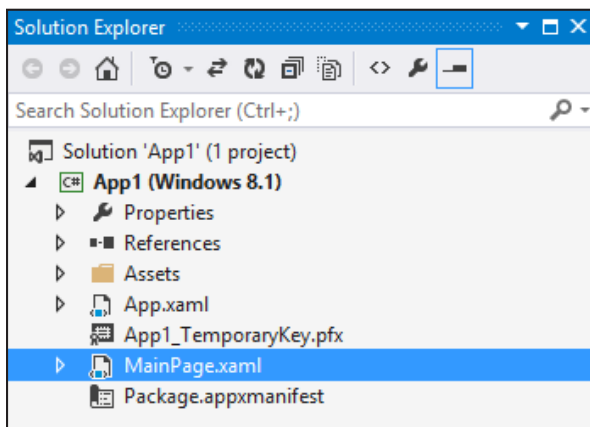 Solution Explorer
Search Solution Explorer (Ctrl+;)
Solution 'App1' (1 project)
C# App1 (Windows 8.1)
Properties
References
Assets
App.xaml
App1_TemporaryKey.pfx
MainPage.xaml
Package.appxmanifest